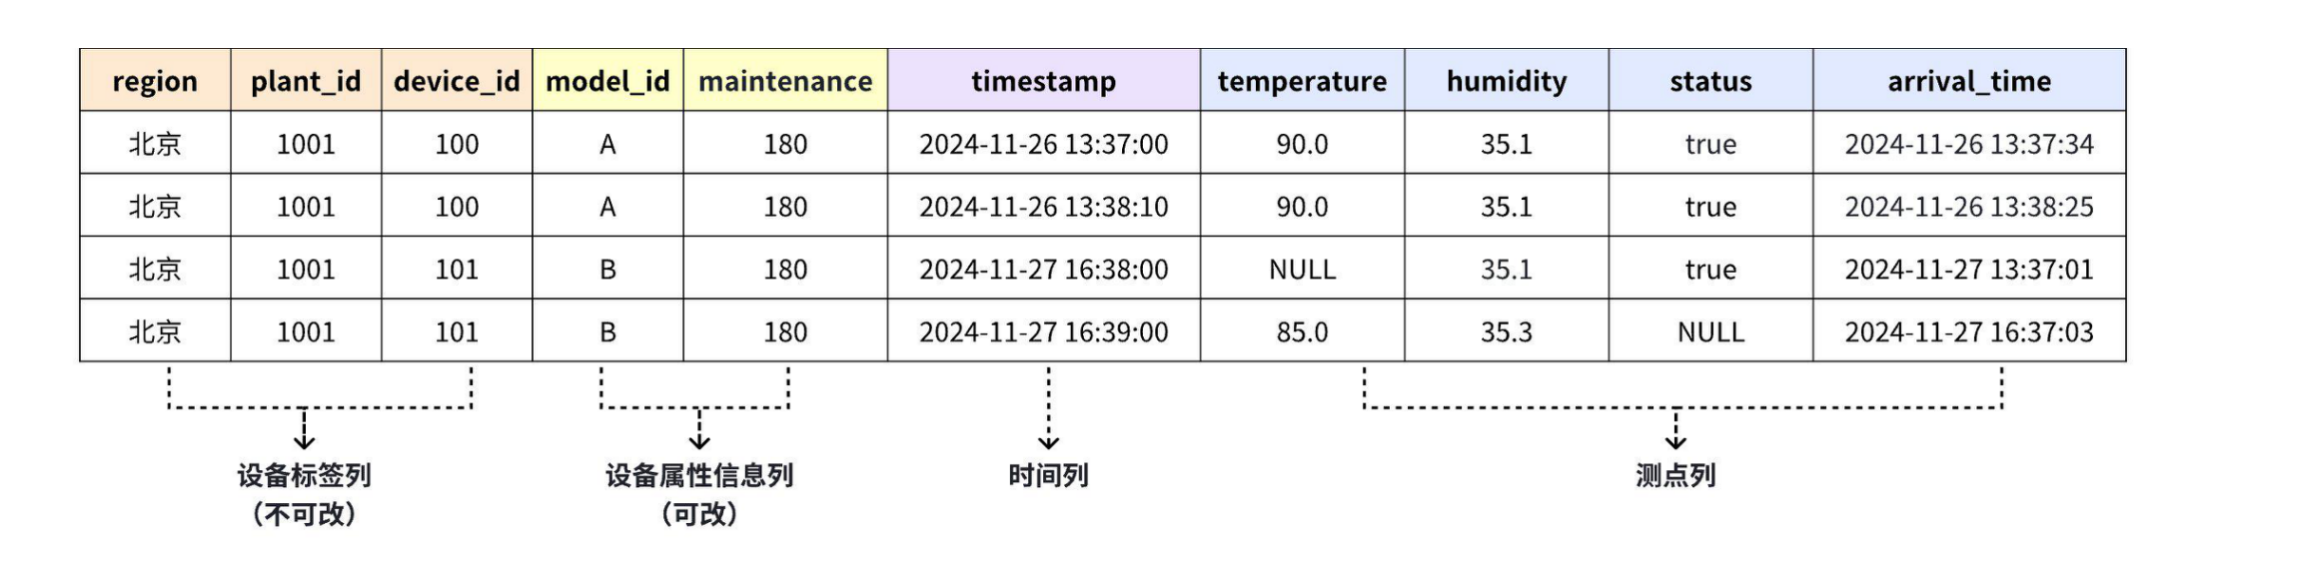 region plant_id device_id model_id maintenance timestamp temperature humidity status arrival_time
北京 1001 100 A 180 2024-11-26 13:37:00 90.0 35.1 true 2024-11-26 13:37:34
北京 1001 100 A 180 2024-11-26 13:38:10 90.0 35.1 true 2024-11-26 13:38:25
北京 1001 101 B 180 2024-11-27 16:38:00 NULL 35.1 true 2024-11-27 13:37:01
北京 1001 101 B 180 2024-11-27 16:39:00 85.0 35.3 NULL 2024-11-27 16:37:03
设备标签列
（不可改）
设备属性信息列
（可改）
时间列
测点列